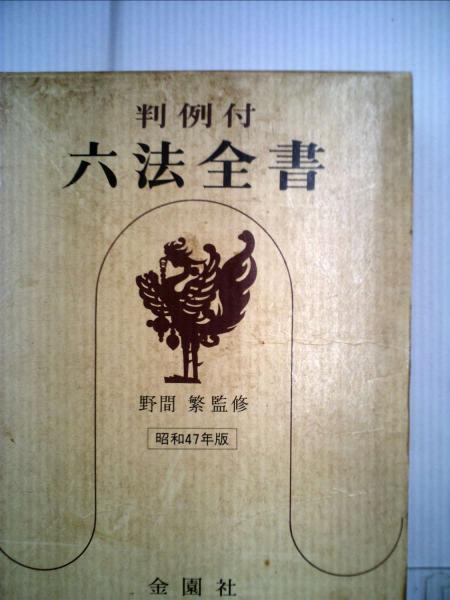 判例付
六法全書
野間 繁監修
昭和47年版
金園社